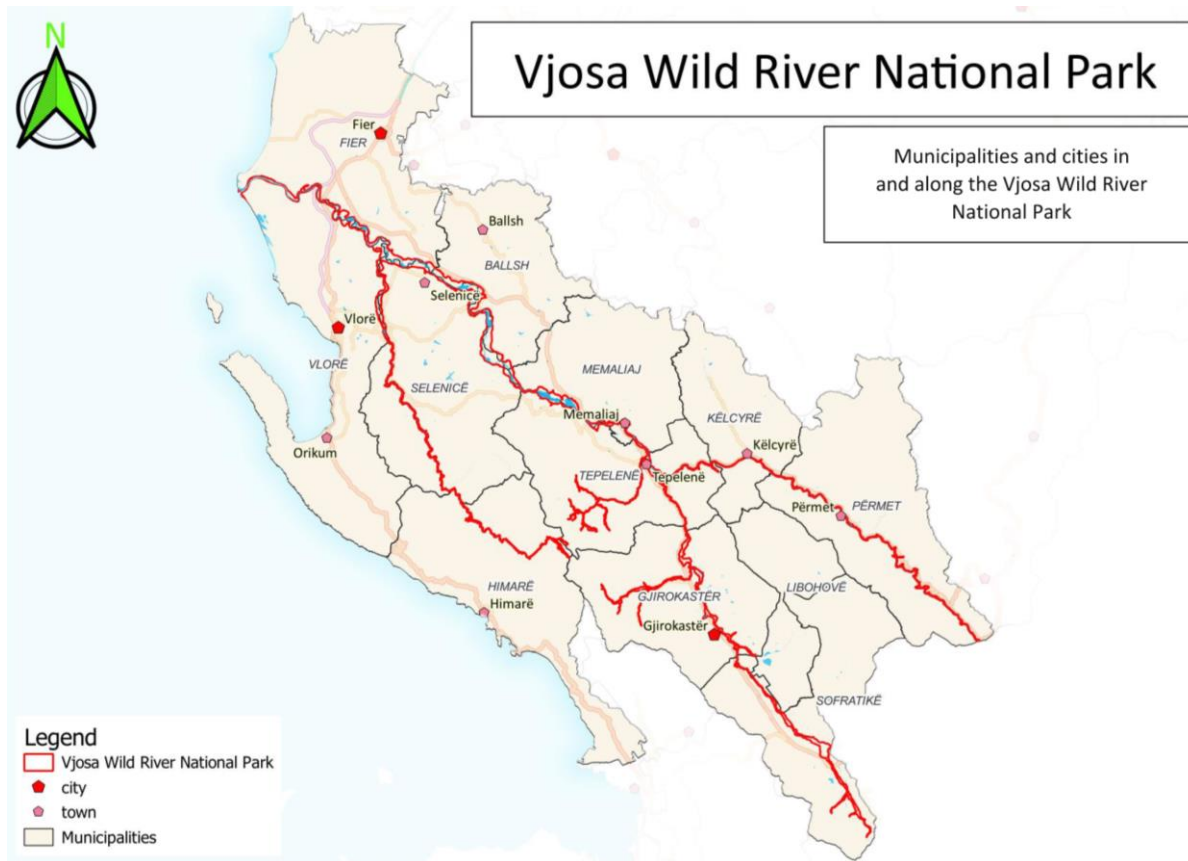 N
Vjosa Wild River National Park
Municipalities and cities in
and along the Vjosa Wild River
National Park
Fier
FIER
Ballsh
BALLSH
Selenicë
Vlorë
VLORË
SELENICË
MEMALIAJ
Memaliaj
KËLCYRË
Këlcyrë
Orikum
TEPELENË
Tepelenë
Përmet
PËRMET
HIMARË
Himarë
GJIROKASTËR
Gjirokastër
LIBOHOVË
SOFRATIKË
Legend
Vjosa Wild River National Park
city
town
Municipalities